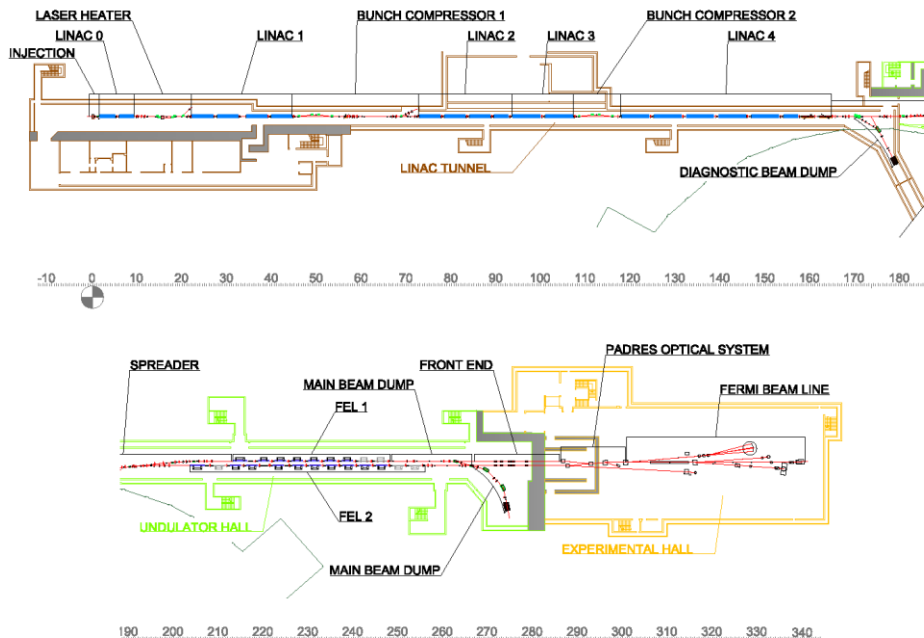 LASER HEATER
BUNCH COMPRESSOR 1
BUNCH COMPRESSOR 2
LINAC 0
LINAC 1
LINAC 2
LINAC 3
LINAC 4
INJECTION
LINAC TUNNEL
DIAGNOSTIC BEAM DUMP
-10 0 10 20 30 40 50 60 70 80 90 100 110 120 130 140 150 160 170 180
PADRES OPTICAL SYSTEM
SPREADER
MAIN BEAM DUMP
FRONT END
FERMI BEAM LINE
FEL 1
FEL 2
UNDULATOR HALL
EXPERIMENTAL HALL
MAIN BEAM DUMP
190 200 210 220 230 240 250 260 270 280 290 300 310 320 330 340